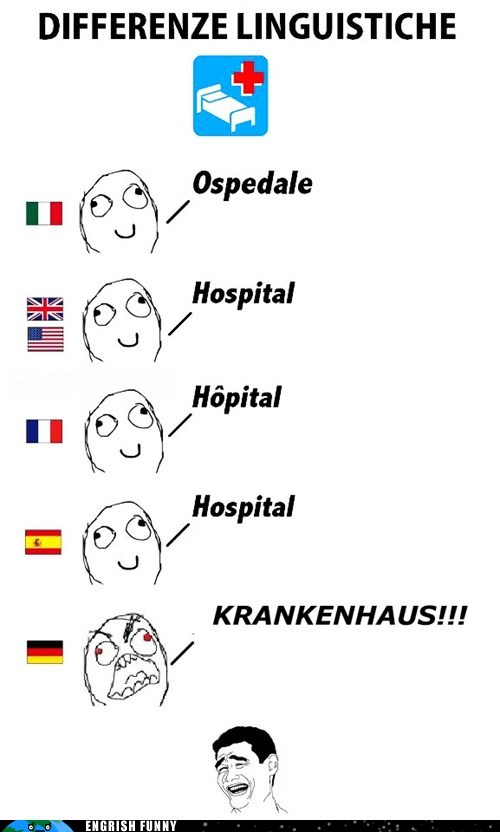 DIFFERENZE LINGUISTICHE
Ospedale
Hospital
Hôpital
Hospital
KRANKENHAUS!!!
ENGRISH FUNNY